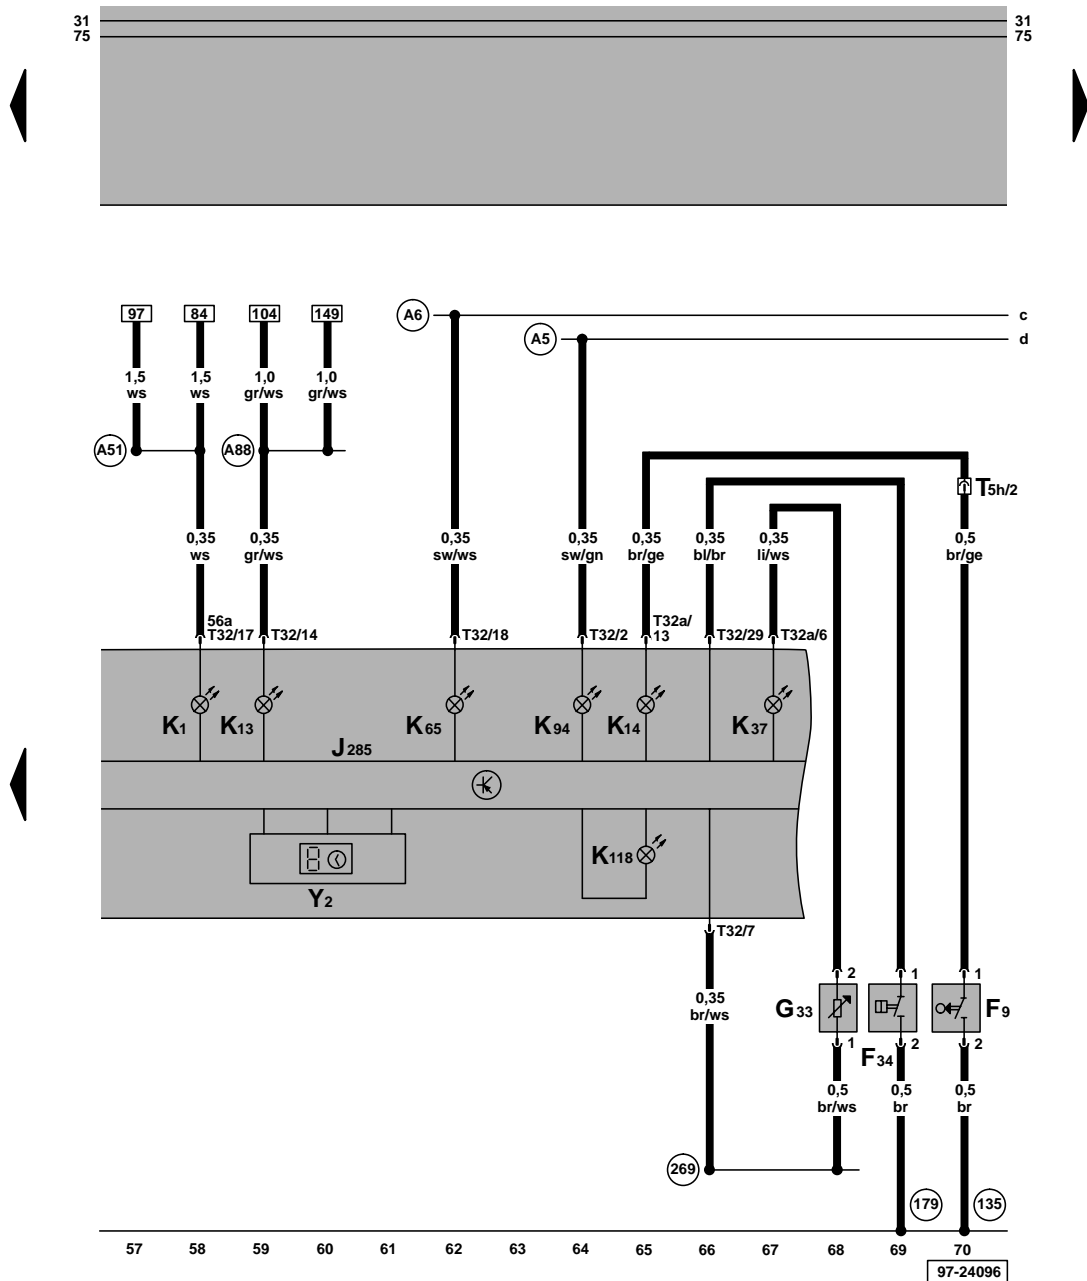 31 31
75 75
97 84 104 149
A6 c
A5 d
1,5 1,5 1,0 1,0
ws ws gr/ws gr/ws
A51 A88
T5h/2
0,35 0,35 0,35 0,35 0,35 0,35 0,35 0,5
ws gr/ws sw/ws sw/gn br/ge bl/br li/ws br/ge
56a T32a/
T32/17 T32/14 T32/18 T32/2 13 T32/29 T32a/6
K1 K13 K65 K94 K14 K37
J285
K118
Y2
T32/7
2 1 1
0,35
br/ws
G33 F9
1 2 2
F34
0,5 0,5 0,5
br/ws br br
269
179 135
57 58 59 60 61 62 63 64 65 66 67 68 69 70
97-24096